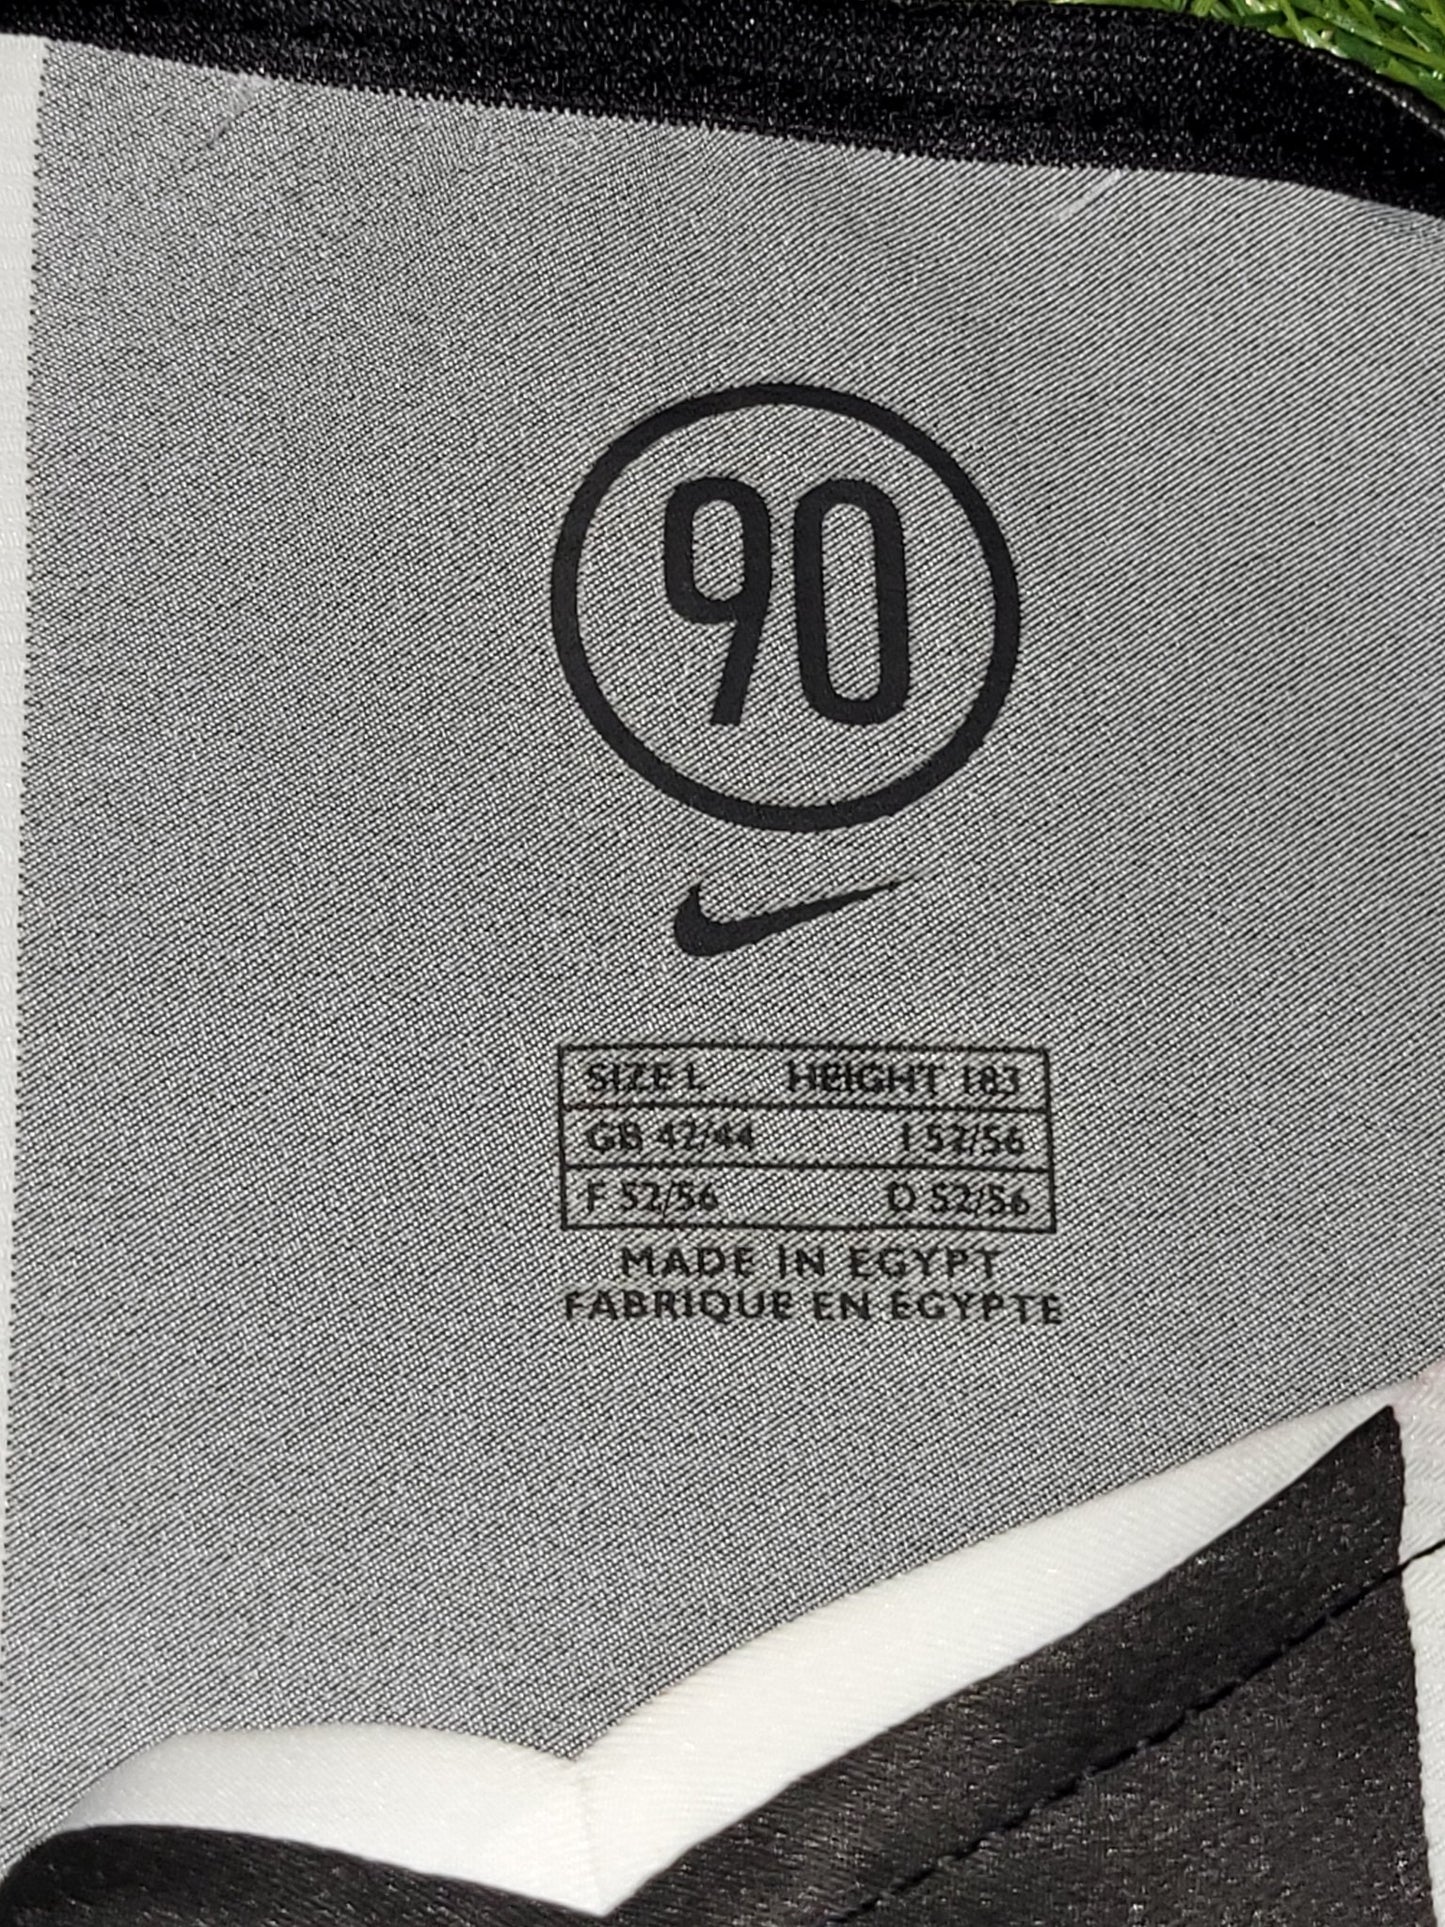 90
SIZE L HEIGHT 183
GB 42/44 I 52/56
F 52/56 D 52/56
MADE IN EGYPT
FABRIQUE EN EGYPTE